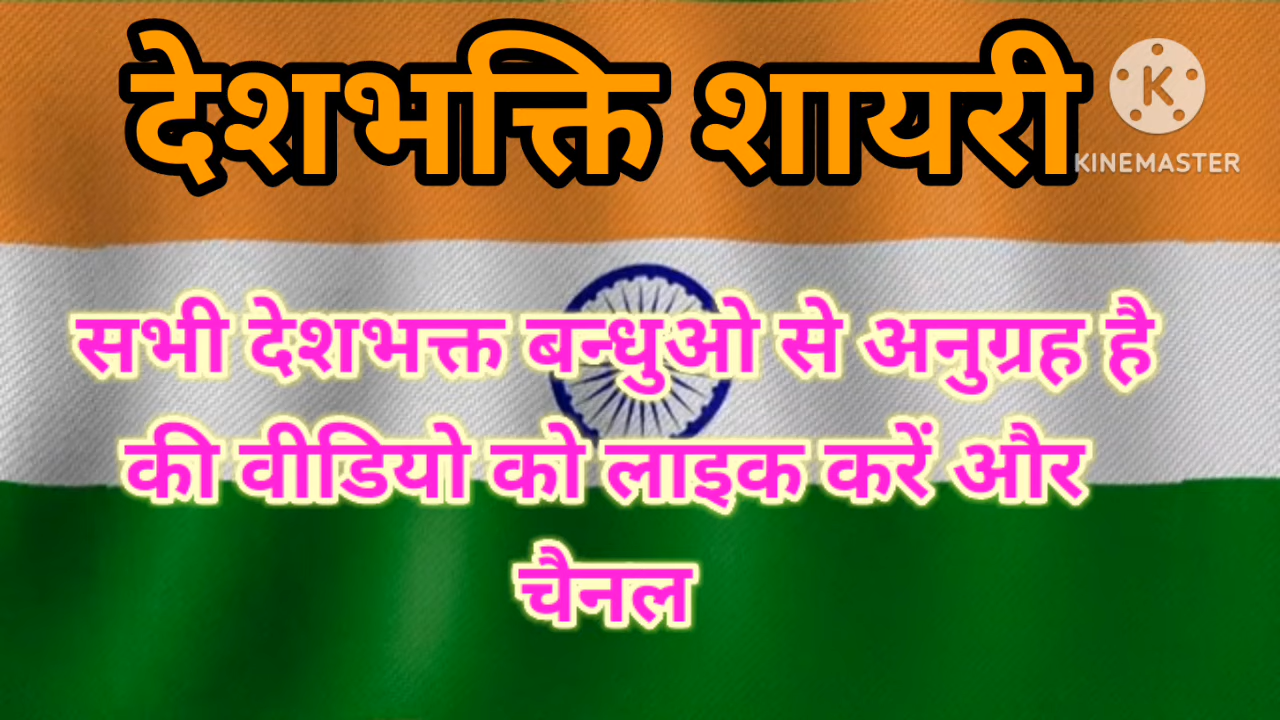 देशभक्ति शायरी
KINEMASTER
सभी देशभक्त बन्धुओ से अनुग्रह है
की वीडियो को लाइक करें और
चैनल